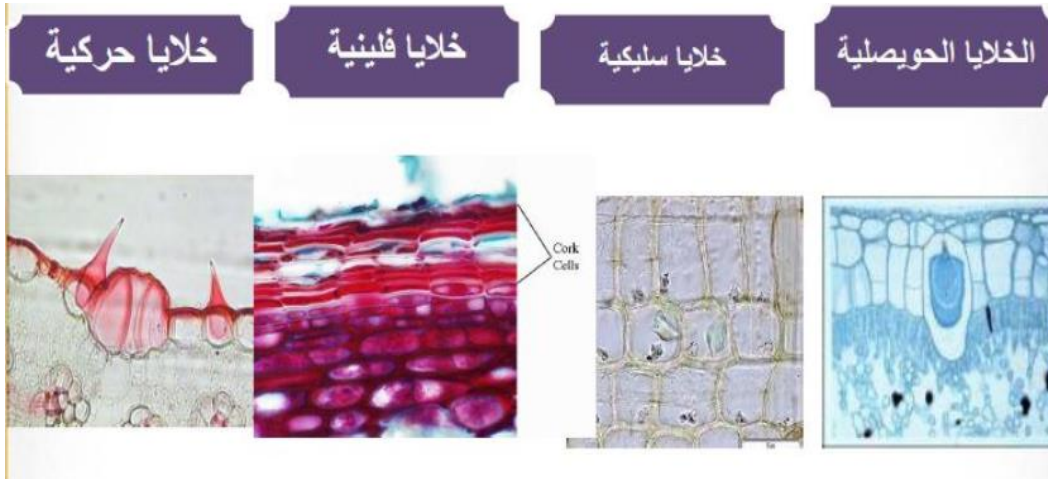 الخلايا الحويصلية
خلايا سليكية
خلايا فلينية
خلايا حركية
Cork
Cells